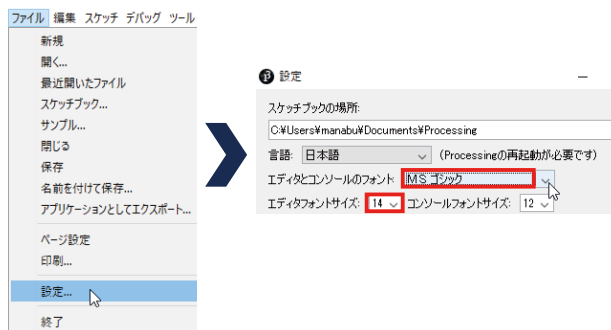 ファイル 編集 スケッチ デバッグ ツール
新規
開く...
最近開いたファイル
スケッチブック...
サンプル...
閉じる
保存
名前を付けて保存...
アプリケーションとしてエクスポート...
ページ設定
印刷...
設定...
終了
設定
スケッチブックの場所:
C:¥Users¥manabu¥Documents¥Processing
言語: 日本語 (Processingの再起動が必要です)
エディタとコンソールのフォント: MS ゴシック
エディタフォントサイズ: 14 コンソールフォントサイズ: 12